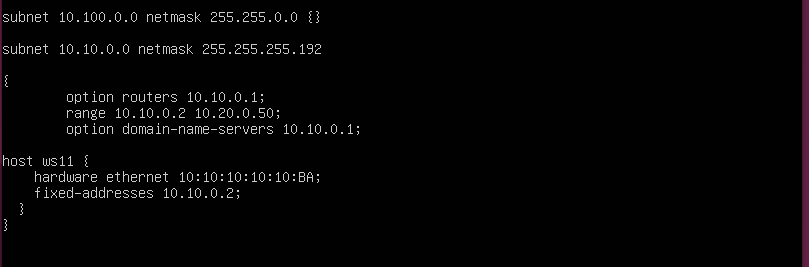 subnet 10.100.0.0 netmask 255.255.0.0 {}
subnet 10.10.0.0 netmask 255.255.255.192
{
option routers 10.10.0.1;
range 10.10.0.2 10.20.0.50;
option domain-name-servers 10.10.0.1;
host ws11 {
hardware ethernet 10:10:10:10:10:BA;
fixed-addresses 10.10.0.2;
}
}